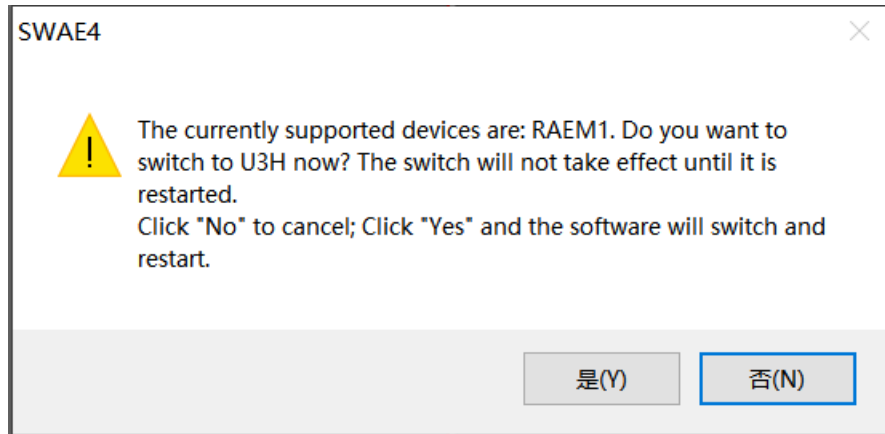 SWAE4
The currently supported devices are: RAEM1. Do you want to
switch to U3H now? The switch will not take effect until it is
restarted.
Click "No" to cancel; Click "Yes" and the software will switch and
restart.
是(Y)
否(N)